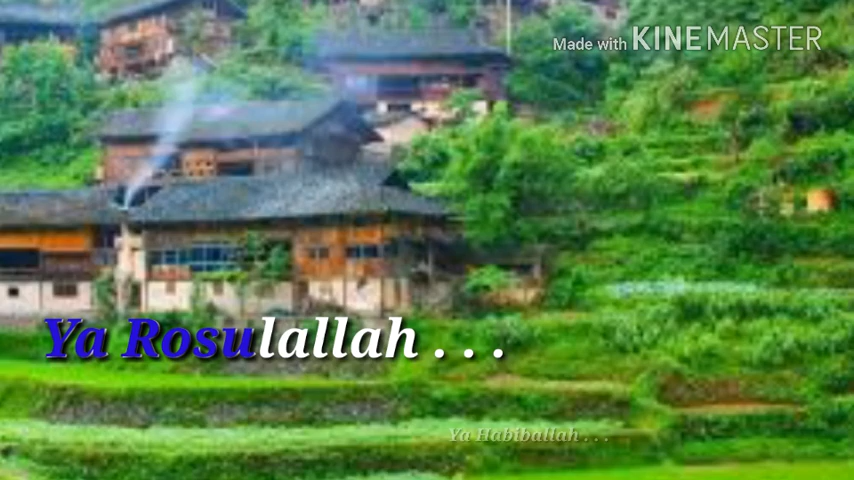 Made with KINEMASTER
Ya Rosulallah . . .
Ya Habiballah . . .